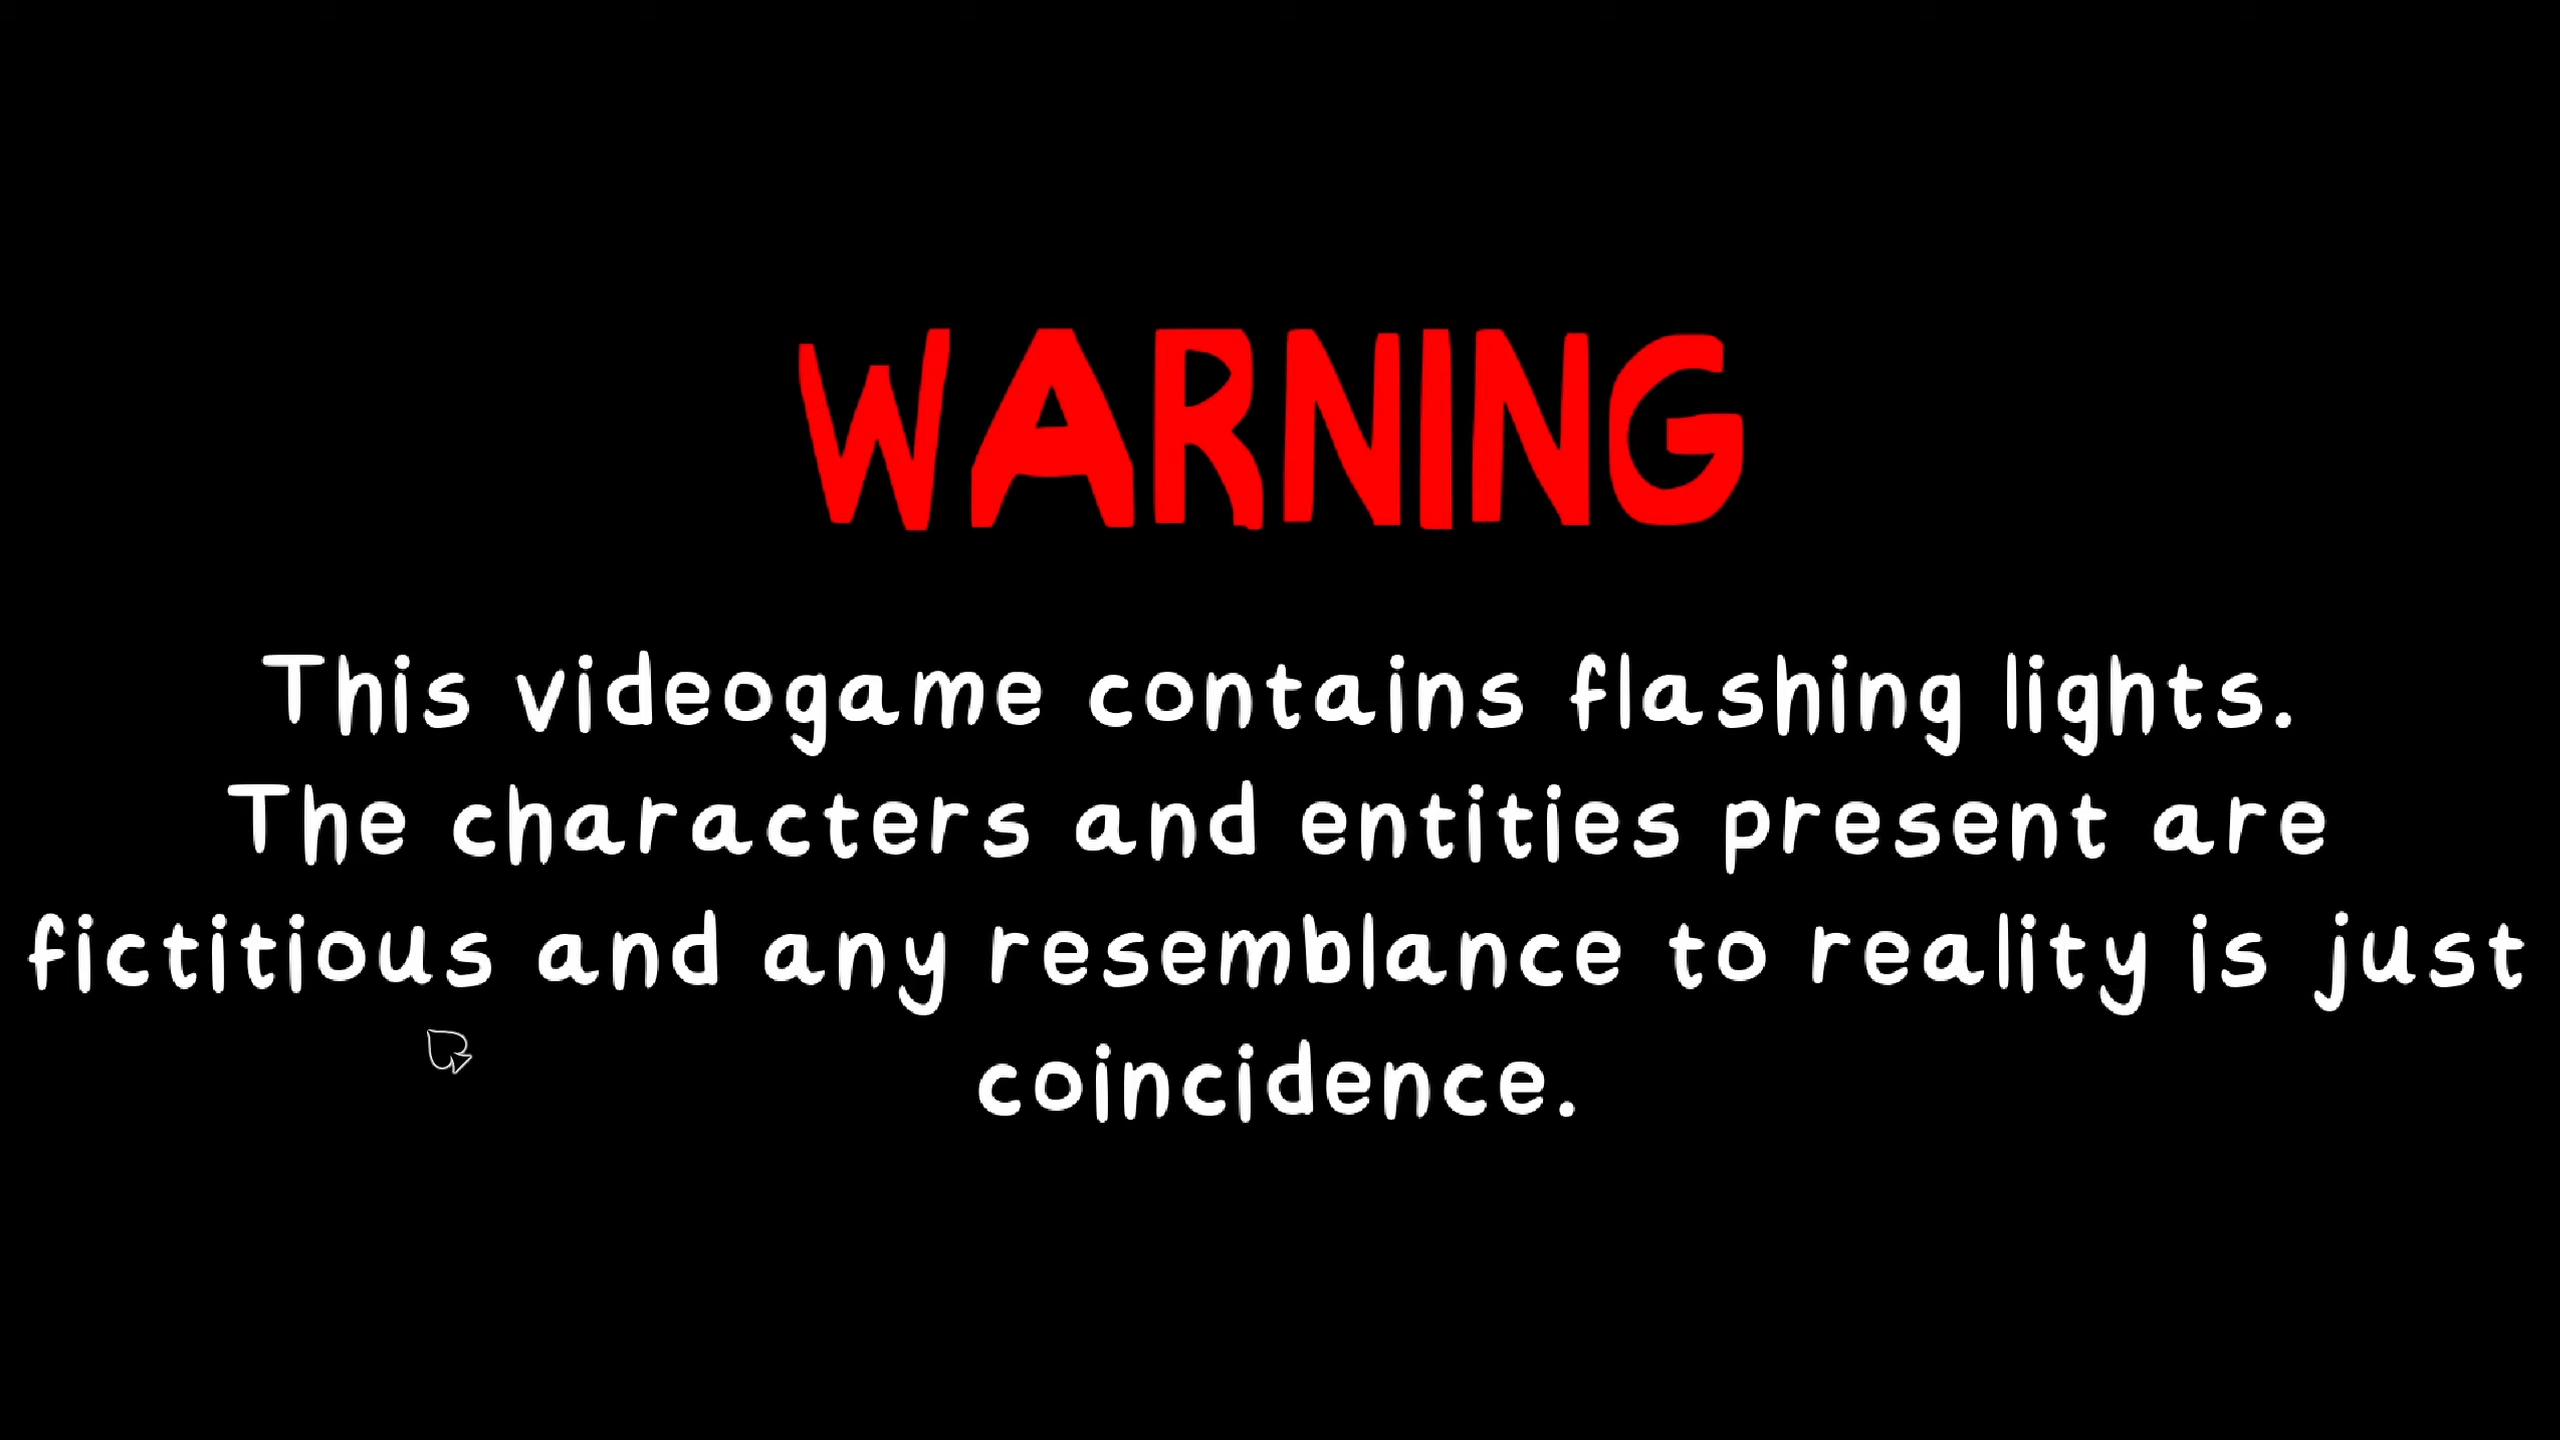 WARNING
This videogame contains flashing lights.
The characters and entities present are
fictitious and any resemblance to reality is just
coincidence.